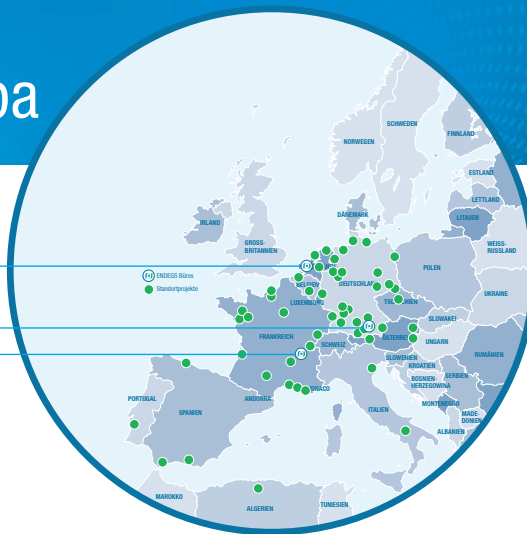 pa
SCHWEDEN
FINNLAND
NORWEGEN
ESTLAND
LETTLAND
DÄNEMARK
LITAUEN
IRLAND
GROSS-
BRITANNIEN
WEISS-
RUSSLAND
POLEN
ENDEGS Büros
Standortprojekte
BELGIEN
DEUTSCHLAND
UKRAINE
LUXEMBURG
TSCHECHIEN
SLOWAKEI
FRANKREICH
SCHWEIZ
ÖSTERREICH
UNGARN
RUMÄNIEN
SLOWENIEN
KROATIEN
BOSNIEN-
HERZEGOWINA
SERBIEN
MONACO
ANDORRA
PORTUGAL
SPANIEN
ITALIEN
MONTENEGRO
MADE-
DONIEN
ALBANIEN
MAROKKO
ALGERIEN
TUNESIEN